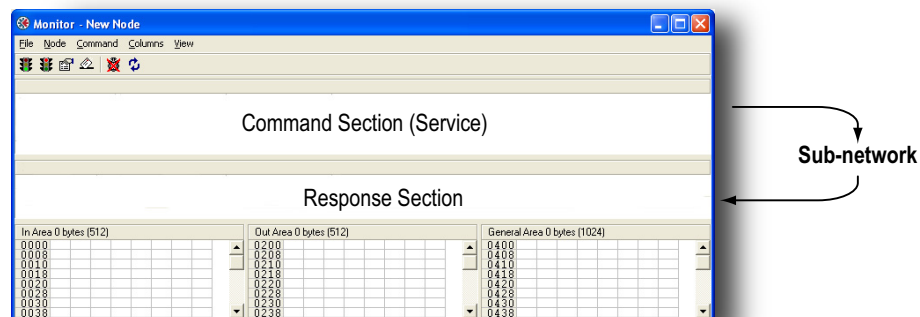 Monitor - New Node
File Node Command Columns View
Command Section (Service)
Sub-network
Response Section
In Area 0 bytes (512)
Out Area 0 bytes (512)
General Area 0 bytes (1024)
0000 0200 0400
0008 0208 0408
0010 0210 0410
0018 0218 0418
0020 0220 0420
0028 0228 0428
0030 0230 0430
0038 0238 0438